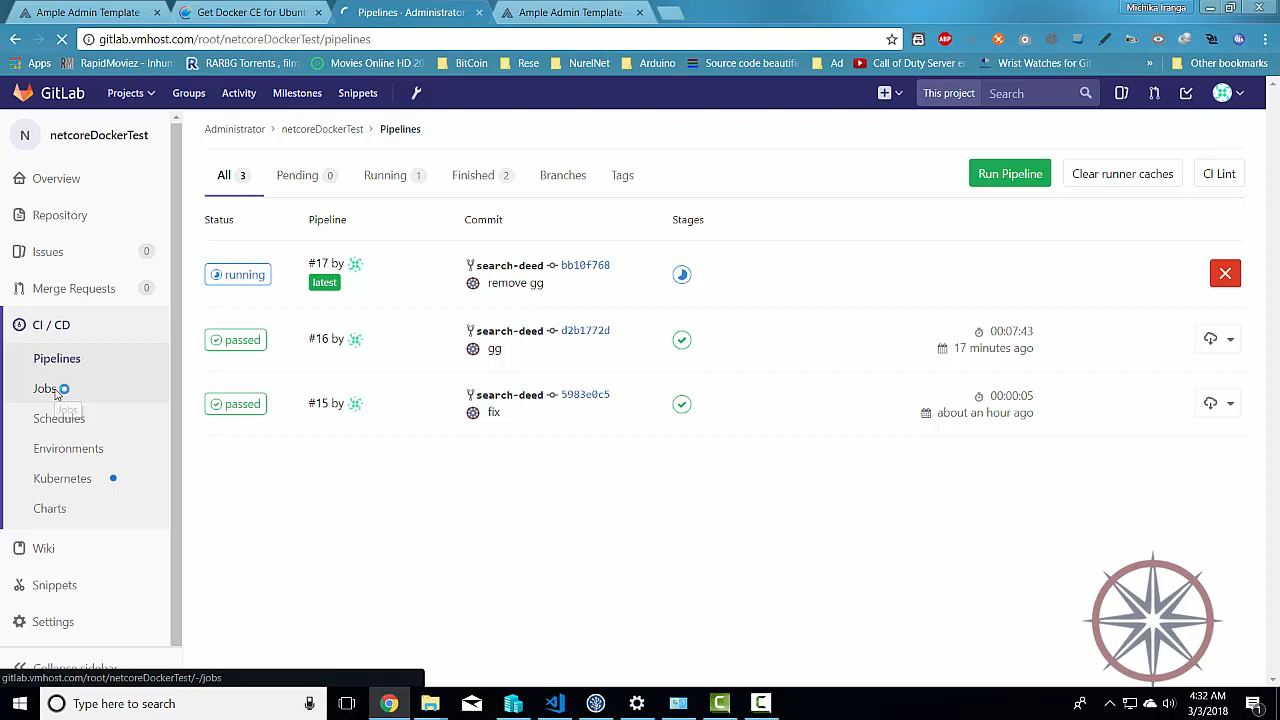 Ample Admin Template -
Get Docker CE for Ubunt
Pipelines · Administrator
Ample Admin Template -
Michika Iranga
gitlab.vmhost.com/root/netcoreDockerTest/pipelines
Apps
RapidMoviez - Inhum
RARBG Torrents , film
Movies Online HD 20
BitCoin
Rese
NurelNet
Arduino
Source code beautifi
Ad
Call of Duty Server e
Wrist Watches for Gi
»
Other bookmarks
GitLab
Projects
Groups
Activity
Milestones
Snippets
This project
Search
N
netcoreDockerTest
Overview
Repository
Issues
0
Merge Requests
0
CI / CD
Pipelines
Jobs
Jobs
Schedules
Environments
Kubernetes
Charts
Wiki
Snippets
Settings
Collapse sidebar
Administrator > netcoreDockerTest > Pipelines
All 3
Pending 0
Running 1
Finished 2
Branches
Tags
Run Pipeline
Clear runner caches
CI Lint
Status
Pipeline
Commit
Stages
running
#17 by
latest
search-deed
bb10f768
remove gg
passed
#16 by
search-deed
d2b1772d
gg
00:07:43
17 minutes ago
passed
#15 by
search-deed
5983e0c5
fix
00:00:05
about an hour ago
gitlab.vmhost.com/root/netcoreDockerTest/-/jobs
Type here to search
4:32 AM
3/3/2018
1